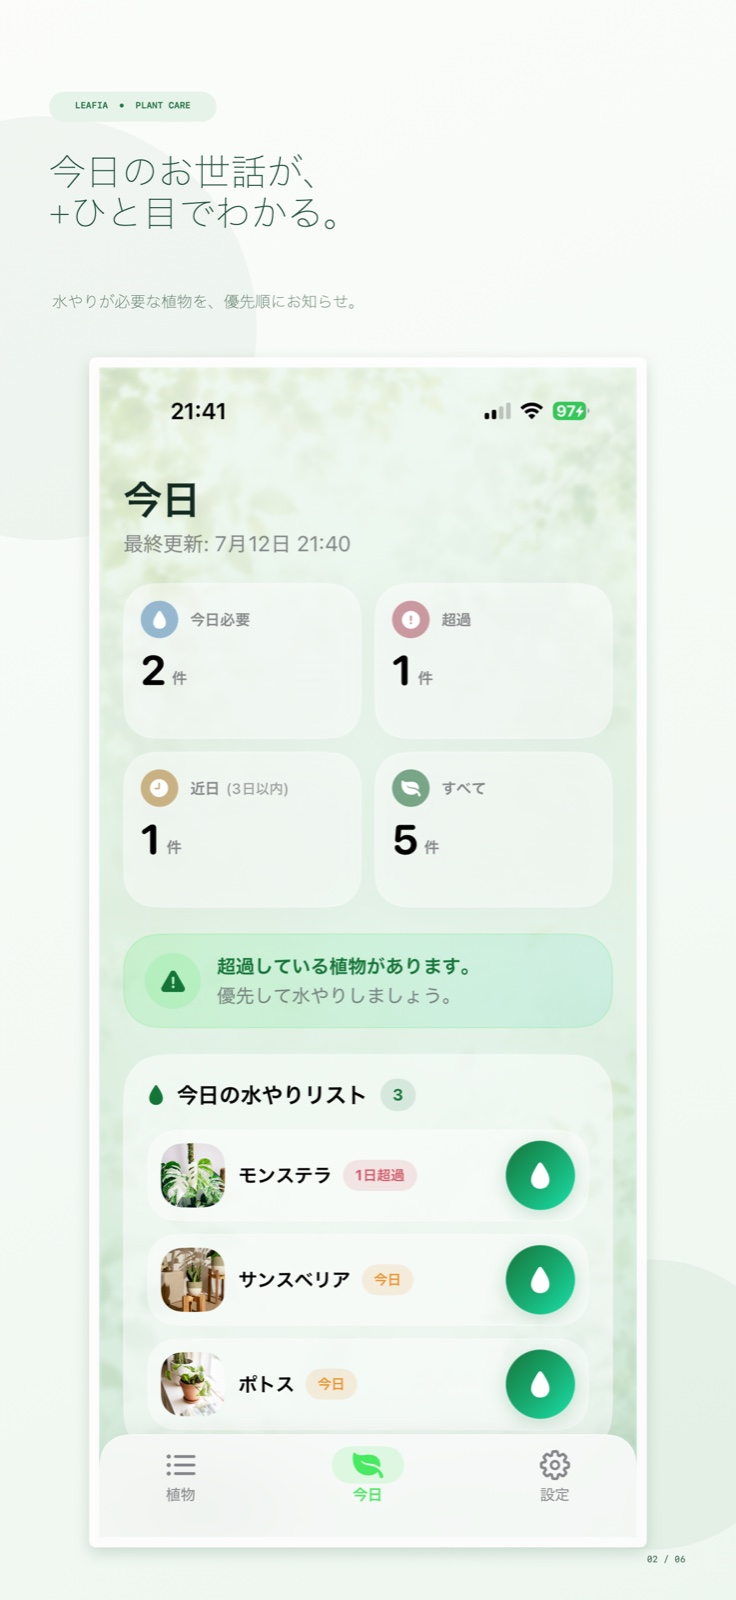 LEAFIA • PLANT CARE
今日のお世話が、
+ひと目でわかる。
水やりが必要な植物を、優先順にお知らせ。
21:41
97
今日
最終更新: 7月12日 21:40
今日必要
2 件
超過
1 件
近日 (3日以内)
1 件
すべて
5 件
超過している植物があります。
優先して水やりしましょう。
今日の水やりリスト 3
モンステラ 1日超過
サンスベリア 今日
ポトス 今日
植物
今日
設定
02 / 06